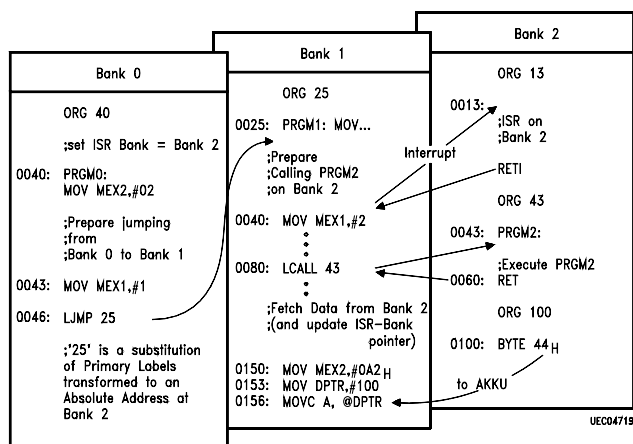 Bank 0
ORG 40
;set ISR Bank = Bank 2
0040: PRGM0:
MOV MEX2,#02
;Prepare jumping
;from
;Bank 0 to Bank 1
0043: MOV MEX1,#1
0046: LJMP 25
;'25' is a substitution
of Primary Labels
transformed to an
Absolute Address at
Bank 2
Bank 1
ORG 25
0025: PRGM1: MOV...
;Prepare
;Calling PRGM2
;on Bank 2
0040: MOV MEX1,#2
0080: LCALL 43
;Fetch Data from Bank 2
;(and update ISR-Bank
pointer)
0150: MOV MEX2,#0A2H
0153: MOV DPTR,#100
0156: MOVC A, @DPTR
Interrupt
Bank 2
ORG 13
0013:
;ISR on
;Bank 2
RETI
ORG 43
0043: PRGM2:
;Execute PRGM2
0060: RET
ORG 100
0100: BYTE 44H
to AKKU
UEC04719